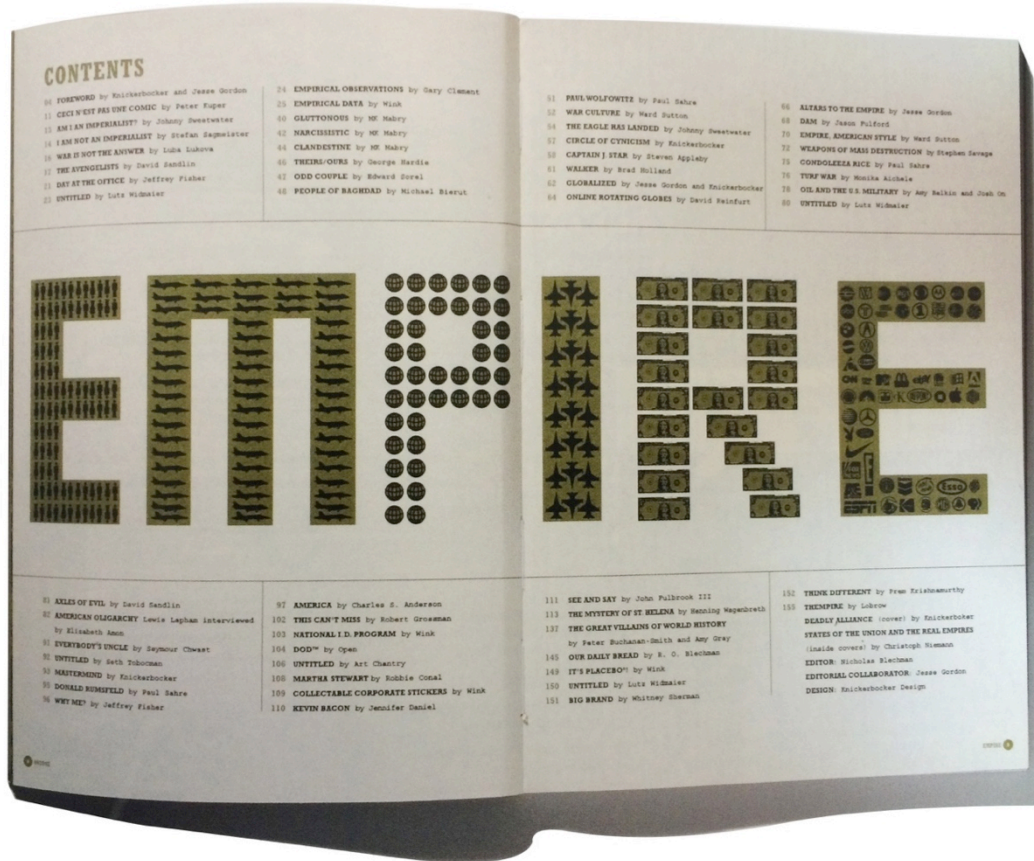 CONTENTS
FOREWORD by Knickerbocker and Jesse Gordon
11 CECI N'EST PAS UNE COMIC by Peter Kuper
AM I AN IMPERIALIST? by Johnny Sweetwater
I AM NOT AN IMPERIALIST by Stefan Sagmeister
WAR IS NOT THE ANSWER by Luba Lukova
THE AVENGELISTS by David Sandlin
DAY AT THE OFFICE by Jeffrey Fisher
21 UNTITLED by Lutz Widmaier
24 EMPIRICAL OBSERVATIONS by Gary Clement
25 EMPIRICAL DATA by Wink
GLUTTONOUS by MK Mabry
42 NARCISSISTIC by MK Mabry
CLANDESTINE by MK Mabry
THEIRS/OURS by George Hardie
47 ODD COUPLE by Edward Sorel
48 PEOPLE OF BAGHDAD by Michael Bierut
51 PAUL WOLFOWITZ by Paul Sahre
52 WAR CULTURE by Ward Sutton
54 THE EAGLE HAS LANDED by Johnny Sweetwater
57 CIRCLE OF CYNICISM by Knickerbocker
58 CAPTAIN J STAR by Steven Appleby
61 WALKER by Brad Holland
62 GLOBALIZED by Jesse Gordon and Knickerbocker
64 ONLINE ROTATING GLOBES by David Reinfurt
66 ALTARS TO THE EMPIRE by Jesse Gordon
68 DAM by Jason Fulford
70 EMPIRE, AMERICAN STYLE by Ward Sutton
72 WEAPONS OF MASS DESTRUCTION by Stephen Savage
75 CONDOLEEZA RICE by Paul Sahre
76 TURF WAR by Monika Aichele
78 OIL AND THE U.S. MILITARY by Amy Balkin and Josh On
80 UNTITLED by Lutz Widmaier
EMPIRE
Esso
ESPN
81 AXLES OF EVIL by David Sandlin
82 AMERICAN OLIGARCHY Lewis Lapham interviewed
by Elizabeth Amon
91 EVERYBODY'S UNCLE by Seymour Chwast
92 UNTITLED by Seth Tobocman
93 MASTERMIND by Knickerbocker
95 DONALD RUMSFELD by Paul Sahre
96 WHY ME? by Jeffrey Fisher
97 AMERICA by Charles S. Anderson
102 THIS CAN'T MISS by Robert Grossman
103 NATIONAL I.D. PROGRAM by Wink
104 DOD™ by Open
106 UNTITLED by Art Chantry
108 MARTHA STEWART by Robbie Conal
109 COLLECTABLE CORPORATE STICKERS by Wink
110 KEVIN BACON by Jennifer Daniel
111 SEE AND SAY by John Fulbrook III
113 THE MYSTERY OF ST. HELENA by Henning Wagenbreth
137 THE GREAT VILLAINS OF WORLD HISTORY
by Peter Buchanan-Smith and Amy Gray
145 OUR DAILY BREAD by R. O. Blechman
149 IT'S PLACEBO™! by Wink
150 UNTITLED by Lutz Widmaier
151 BIG BRAND by Whitney Sherman
152 THINK DIFFERENT by Prem Krishnamurthy
153 THEMPIRE by Lobrow
DEADLY ALLIANCE (cover) by Knickerbocker
STATES OF THE UNION AND THE REAL EMPIRES
(inside covers) by Christoph Niemann
EDITOR: Nicholas Blechman
EDITORIAL COLLABORATOR: Jesse Gordon
DESIGN: Knickerbocker Design